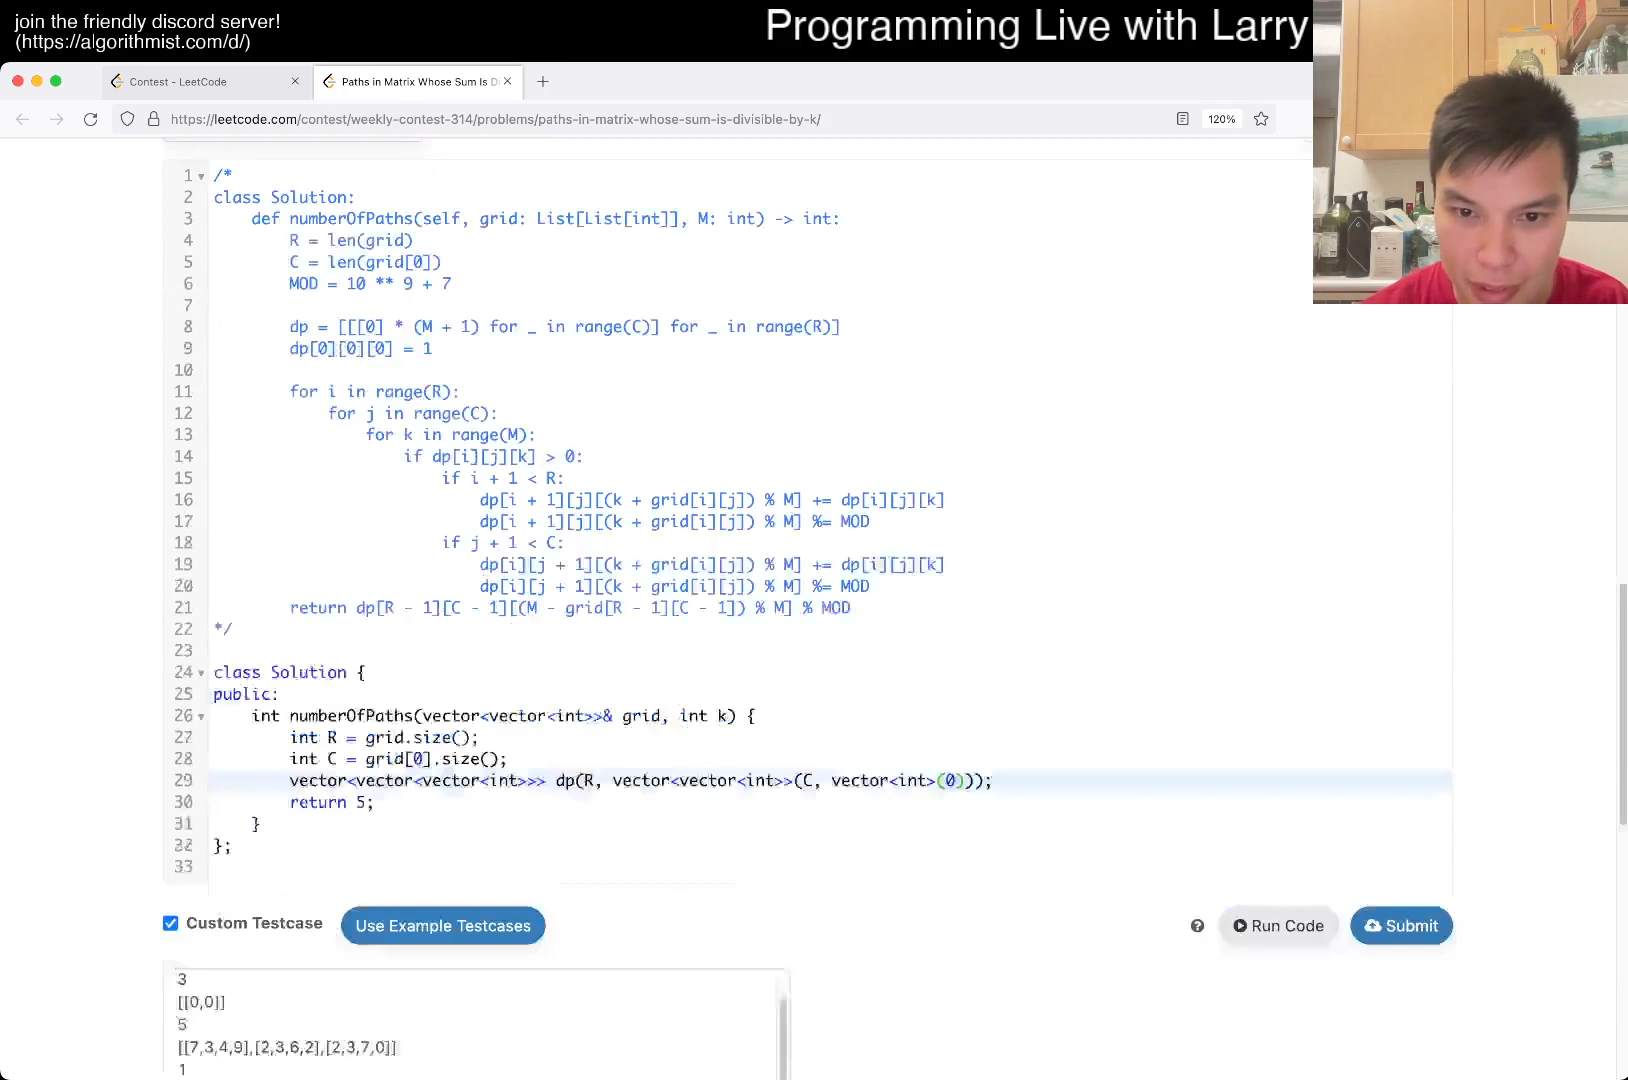 join the friendly discord server!
(https://algorithmist.com/d/)
Programming Live with Larry
Contest - LeetCode
Paths in Matrix Whose Sum Is Di
https://leetcode.com/contest/weekly-contest-314/problems/paths-in-matrix-whose-sum-is-divisible-by-k/
120%
1 /*
2 class Solution:
3 def numberOfPaths(self, grid: List[List[int]], M: int) -> int:
4 R = len(grid)
5 C = len(grid[0])
6 MOD = 10 ** 9 + 7
7
8 dp = [[[0] * (M + 1) for _ in range(C)] for _ in range(R)]
9 dp[0][0][0] = 1
10
11 for i in range(R):
12 for j in range(C):
13 for k in range(M):
14 if dp[i][j][k] > 0:
15 if i + 1 < R:
16 dp[i + 1][j][(k + grid[i][j]) % M] += dp[i][j][k]
17 dp[i + 1][j][(k + grid[i][j]) % M] %= MOD
18 if j + 1 < C:
19 dp[i][j + 1][(k + grid[i][j]) % M] += dp[i][j][k]
20 dp[i][j + 1][(k + grid[i][j]) % M] %= MOD
21 return dp[R - 1][C - 1][(M - grid[R - 1][C - 1]) % M] % MOD
22 */
23
24 class Solution {
25 public:
26 int numberOfPaths(vector<vector<int>>& grid, int k) {
27 int R = grid.size();
28 int C = grid[0].size();
29 vector<vector<vector<int>>> dp(R, vector<vector<int>>(C, vector<int>(0)));
30 return 5;
31 }
32 };
33
Custom Testcase
Use Example Testcases
Run Code
Submit
3
[[0,0]]
5
[[7,3,4,9],[2,3,6,2],[2,3,7,0]]
1